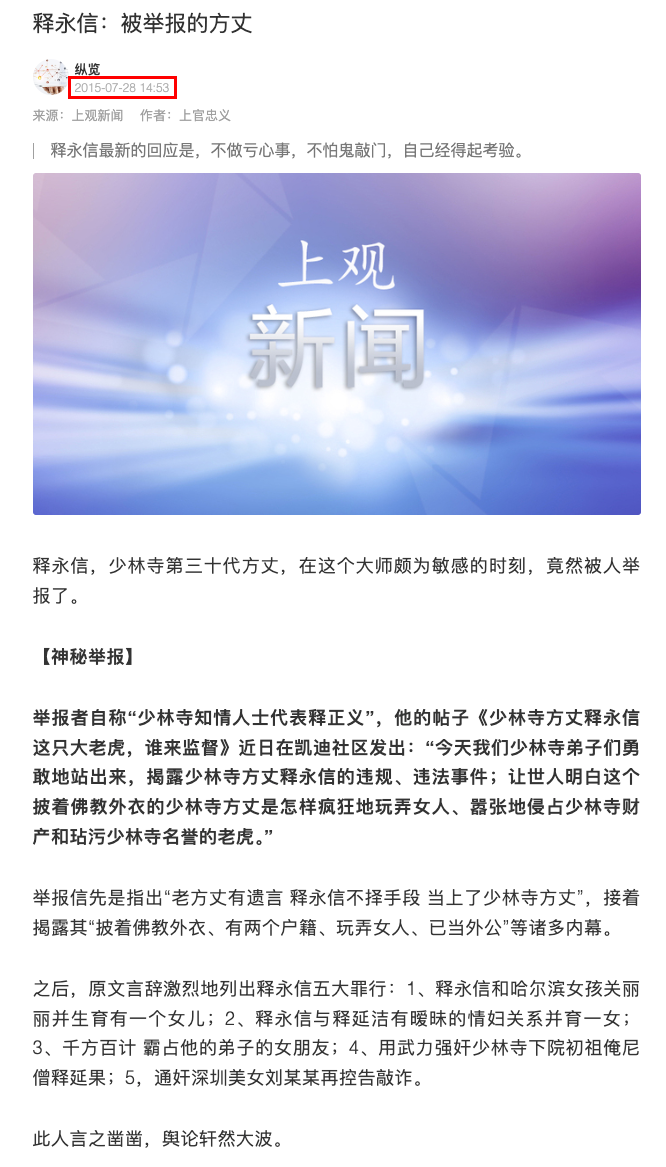 释永信：被举报的方丈
纵览
2015-07-28 14:53
来源：上观新闻 作者：上官忠义
释永信最新的回应是，不做亏心事，不怕鬼敲门，自己经得起考验。
上观
新闻
释永信，少林寺第三十代方丈，在这个大师颇为敏感的时刻，竟然被人举
报了。
【神秘举报】
举报者自称“少林寺知情人士代表释正义”，他的帖子《少林寺方丈释永信
这只大老虎，谁来监督》近日在凯迪社区发出：“今天我们少林寺弟子们勇
敢地站出来，揭露少林寺方丈释永信的违规、违法事件；让世人明白这个
披着佛教外衣的少林寺方丈是怎样疯狂地玩弄女人、嚣张地侵占少林寺财
产和玷污少林寺名誉的老虎。”
举报信先是指出“老方丈有遗言 释永信不择手段 当上了少林寺方丈”，接着
揭露其“披着佛教外衣、有两个户籍、玩弄女人、已当外公”等诸多内幕。
之后，原文言辞激烈地列出释永信五大罪行：1、释永信和哈尔滨女孩关丽
丽并生育有一个女儿；2、释永信与释延洁有暧昧的情妇关系并育一女；
3、千方百计 霸占他的弟子的女朋友；4、用武力强奸少林寺下院初祖俺尼
僧释延果；5，通奸深圳美女刘某某再控告敲诈。
此人言之凿凿，舆论轩然大波。